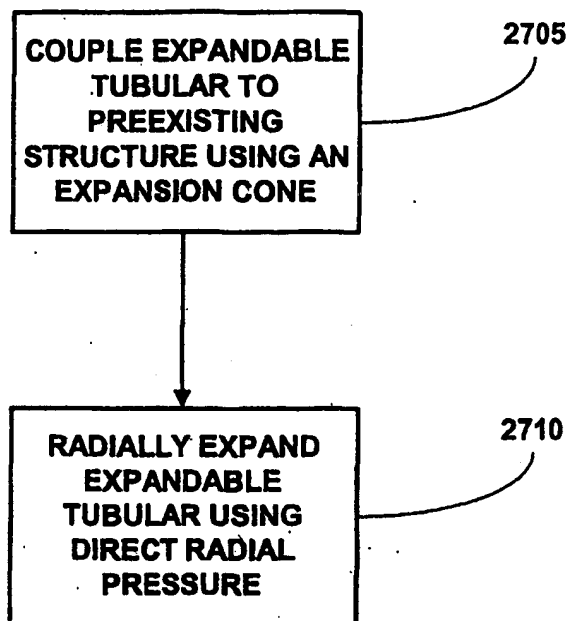 COUPLE EXPANDABLE
TUBULAR TO
PREEXISTING
STRUCTURE USING AN
EXPANSION CONE
2705
RADIALLY EXPAND
EXPANDABLE
TUBULAR USING
DIRECT RADIAL
PRESSURE
2710